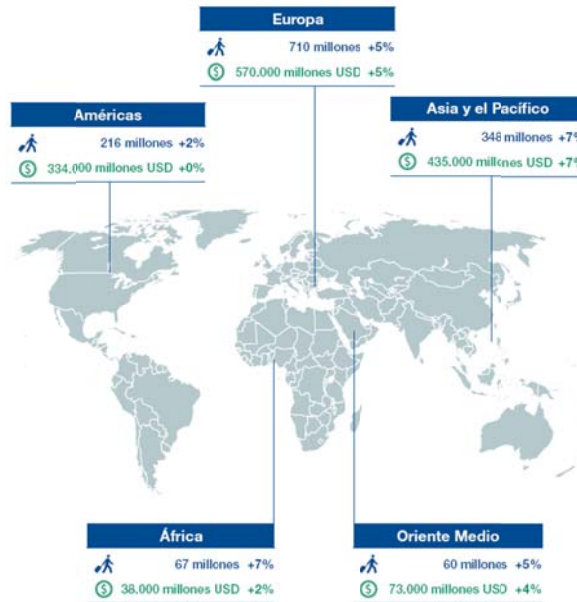 Europa
710 millones +5%
570.000 millones USD +5%
Américas
216 millones +2%
334.000 millones USD +0%
Asia y el Pacífico
348 millones +7%
435.000 millones USD +7%
África
67 millones +7%
38.000 millones USD +2%
Oriente Medio
60 millones +5%
73.000 millones USD +4%